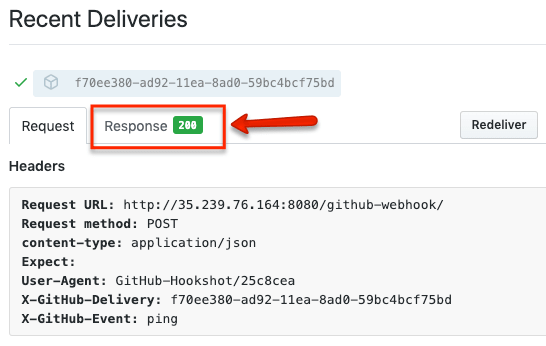 Recent Deliveries
f70ee380-ad92-11ea-8ad0-59bc4bcf75bd
Request Response 200 Redeliver
Headers
Request URL: http://35.239.76.164:8080/github-webhook/
Request method: POST
content-type: application/json
Expect:
User-Agent: GitHub-Hookshot/25c8cea
X-GitHub-Delivery: f70ee380-ad92-11ea-8ad0-59bc4bcf75bd
X-GitHub-Event: ping